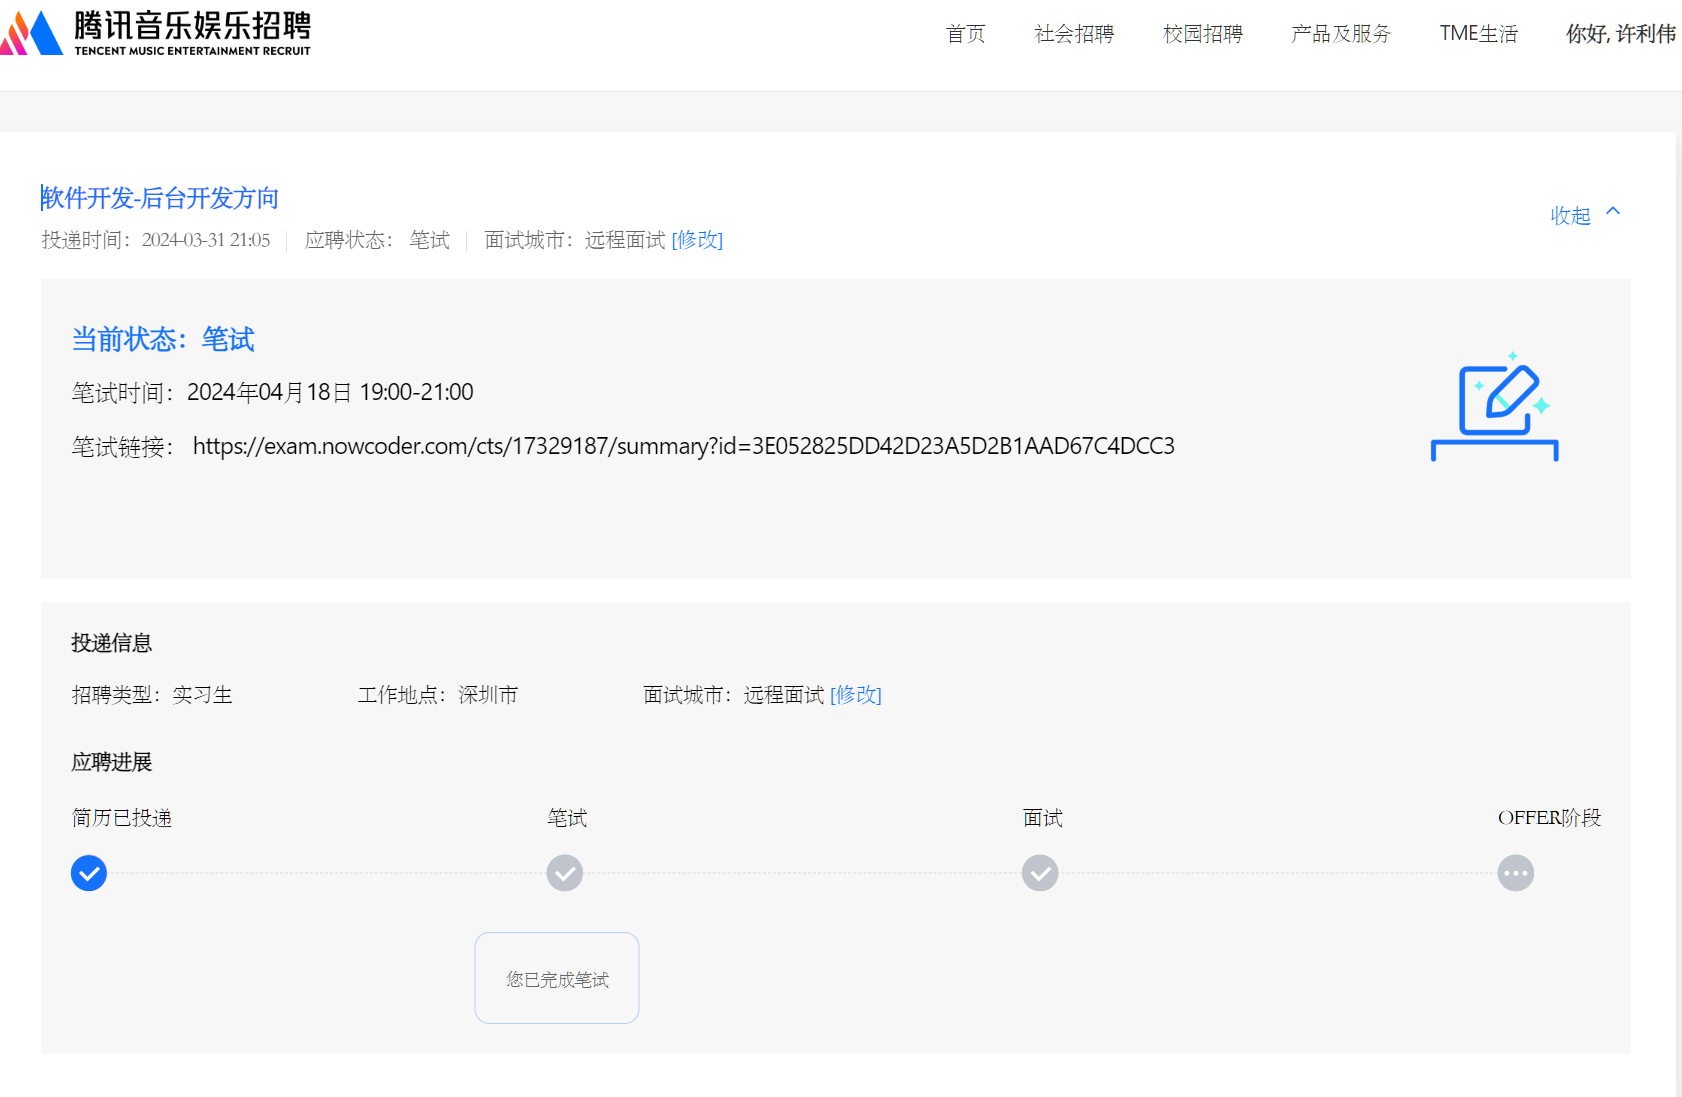 腾讯音乐娱乐招聘
TENCENT MUSIC ENTERTAINMENT RECRUIT
首页 社会招聘 校园招聘 产品及服务 TME生活 你好, 许利伟
软件开发-后台开发方向
收起
投递时间：2024-03-31 21:05 应聘状态： 笔试 面试城市：远程面试 [修改]
当前状态：笔试
笔试时间：2024年04月18日 19:00-21:00
笔试链接： https://exam.nowcoder.com/cts/17329187/summary?id=3E052825DD42D23A5D2B1AAD67C4DCC3
投递信息
招聘类型：实习生 工作地点：深圳市 面试城市：远程面试 [修改]
应聘进展
简历已投递 笔试 面试 OFFER阶段
您已完成笔试